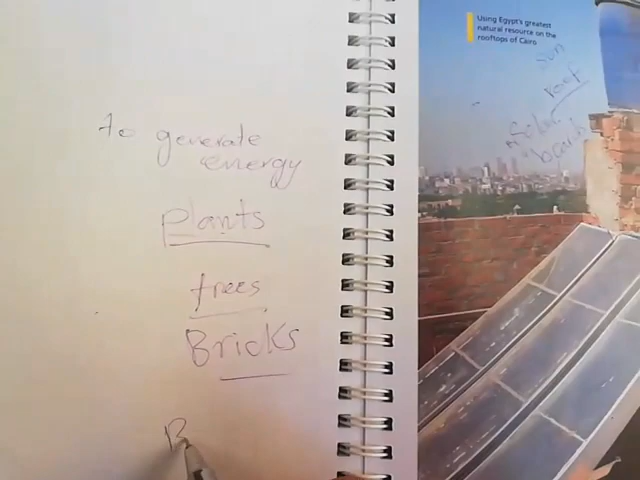 to generate
energy
plants
trees
Bricks
B
Using Egypt's greatest
natural resource on the
rooftops of Cairo
sun
roof
Solar
boards